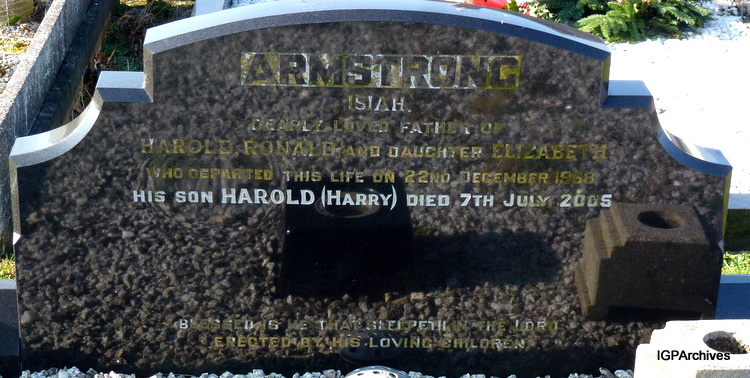 ARMSTRONG
ISIAH.
DEARLY LOVED FATHER OF
HAROLD, RONALD, AND DAUGHTER ELIZABETH
WHO DEPARTED THIS LIFE ON 22ND DECEMBER 1968
HIS SON HAROLD (HARRY) DIED 7TH JULY 2005
BLESSED IS HE THAT SLEEPETH IN THE LORD
ERECTED BY HIS LOVING CHILDREN
IGPArchives